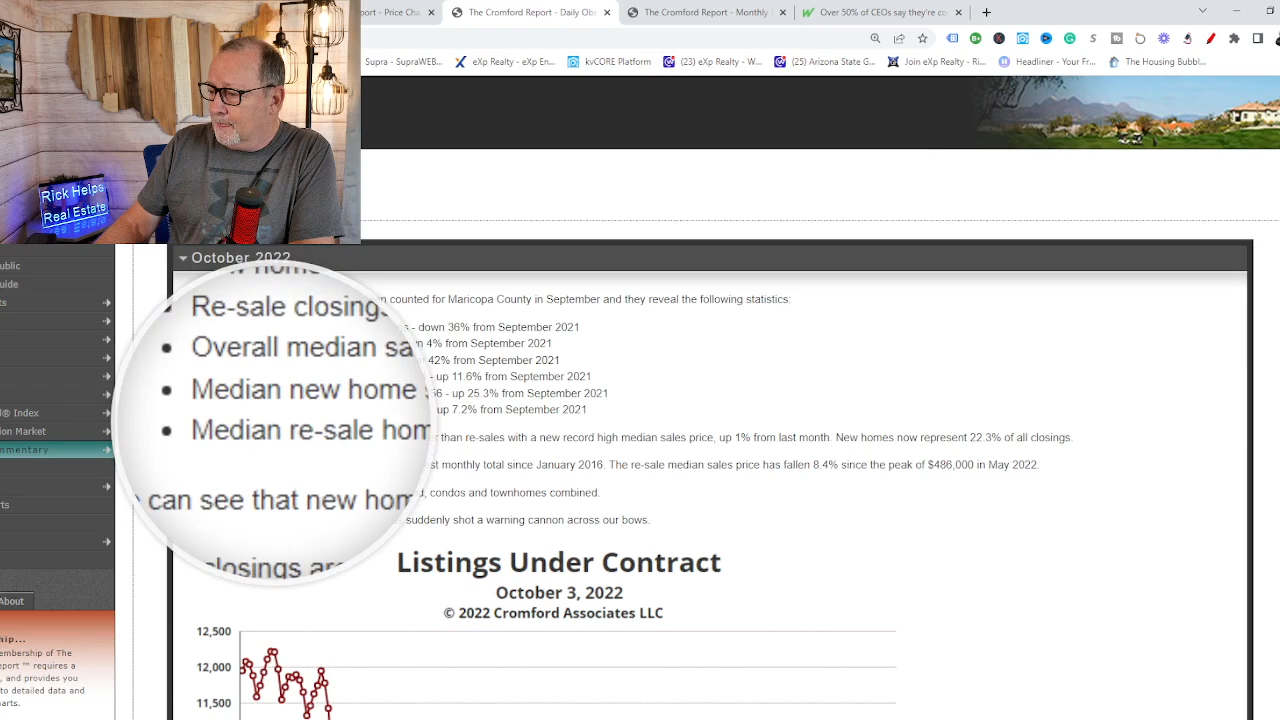 port - Price Cha
The Cromford Report - Daily Obs
The Cromford Report - Monthly
Over 50% of CEOs say they're co
Supra - SupraWEB...
eXp Realty - eXp En...
kvCORE Platform
(23) eXp Realty - W...
(25) Arizona State G...
Join eXp Realty - Ri...
Headliner - Your Fr...
The Housing Bubbl...
Rick Helps
Real Estate
October 2022
en counted for Maricopa County in September and they reveal the following statistics:
Re-sale closings
s - down 36% from September 2021
Overall median sa
n 4% from September 2021
42% from September 2021
- up 11.6% from September 2021
Median new home s
56 - up 25.3% from September 2021
up 7.2% from September 2021
Median re-sale hom
er than re-sales with a new record high median sales price, up 1% from last month. New homes now represent 22.3% of all closings.
st monthly total since January 2016. The re-sale median sales price has fallen 8.4% since the peak of $486,000 in May 2022.
can see that new hom
d, condos and townhomes combined.
suddenly shot a warning cannon across our bows.
closings are
Listings Under Contract
October 3, 2022
© 2022 Cromford Associates LLC
12,500
12,000
11,500
ublic
uide
ts
l® Index
ion Market
mmentary
rts
About
hip...
embership of The
eport ™ requires a
, and provides you
to detailed data and
arts.